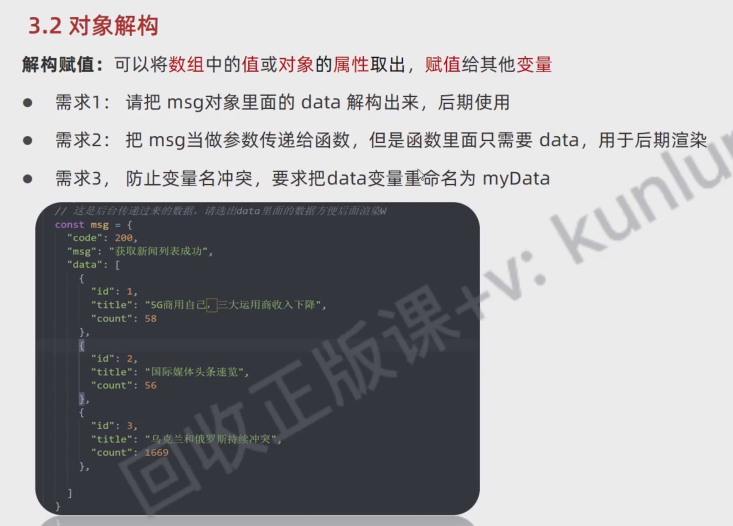 3.2 对象解构
解构赋值：可以将数组中的值或对象的属性取出，赋值给其他变量
● 需求1： 请把 msg对象里面的 data 解构出来，后期使用
● 需求2： 把 msg当做参数传递给函数，但是函数里面只需要 data，用于后期渲染
● 需求3， 防止变量名冲突，要求把data变量重命名为 myData
// 这是后台传递过来的数据，请选出data里面的数据方便后面渲染W
const msg = {
"code": 200,
"msg": "获取新闻列表成功",
"data": [
{
"id": 1,
"title": "5G商用自己，三大运用商收入下降",
"count": 58
},
{
"id": 2,
"title": "国际媒体头条速览",
"count": 56
},
{
"id": 3,
"title": "乌克兰和俄罗斯持续冲突",
"count": 1669
},
]
}
回收正版课+v: kunlun